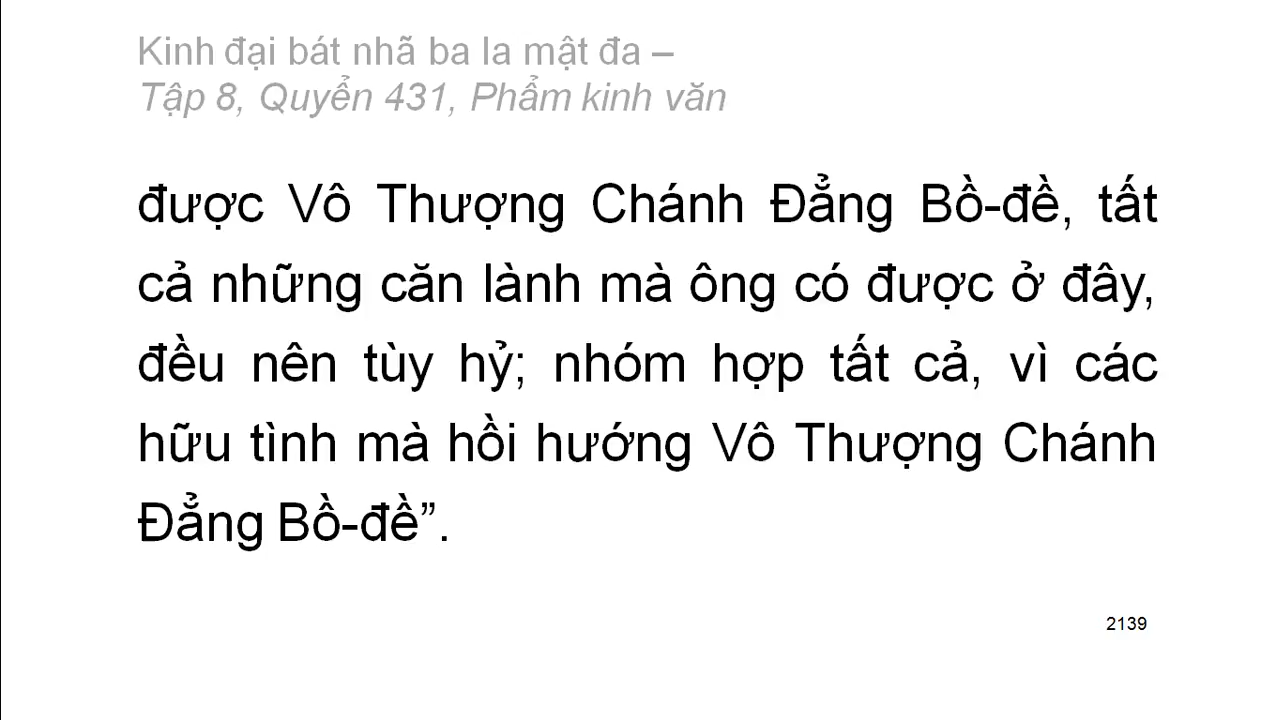 Kinh đại bát nhã ba la mật đa –
Tập 8, Quyển 431, Phẩm kinh văn
được Vô Thượng Chánh Đẳng Bồ-đề, tất
cả những căn lành mà ông có được ở đây,
đều nên tùy hỷ; nhóm hợp tất cả, vì các
hữu tình mà hồi hướng Vô Thượng Chánh
Đẳng Bồ-đề”.
2139